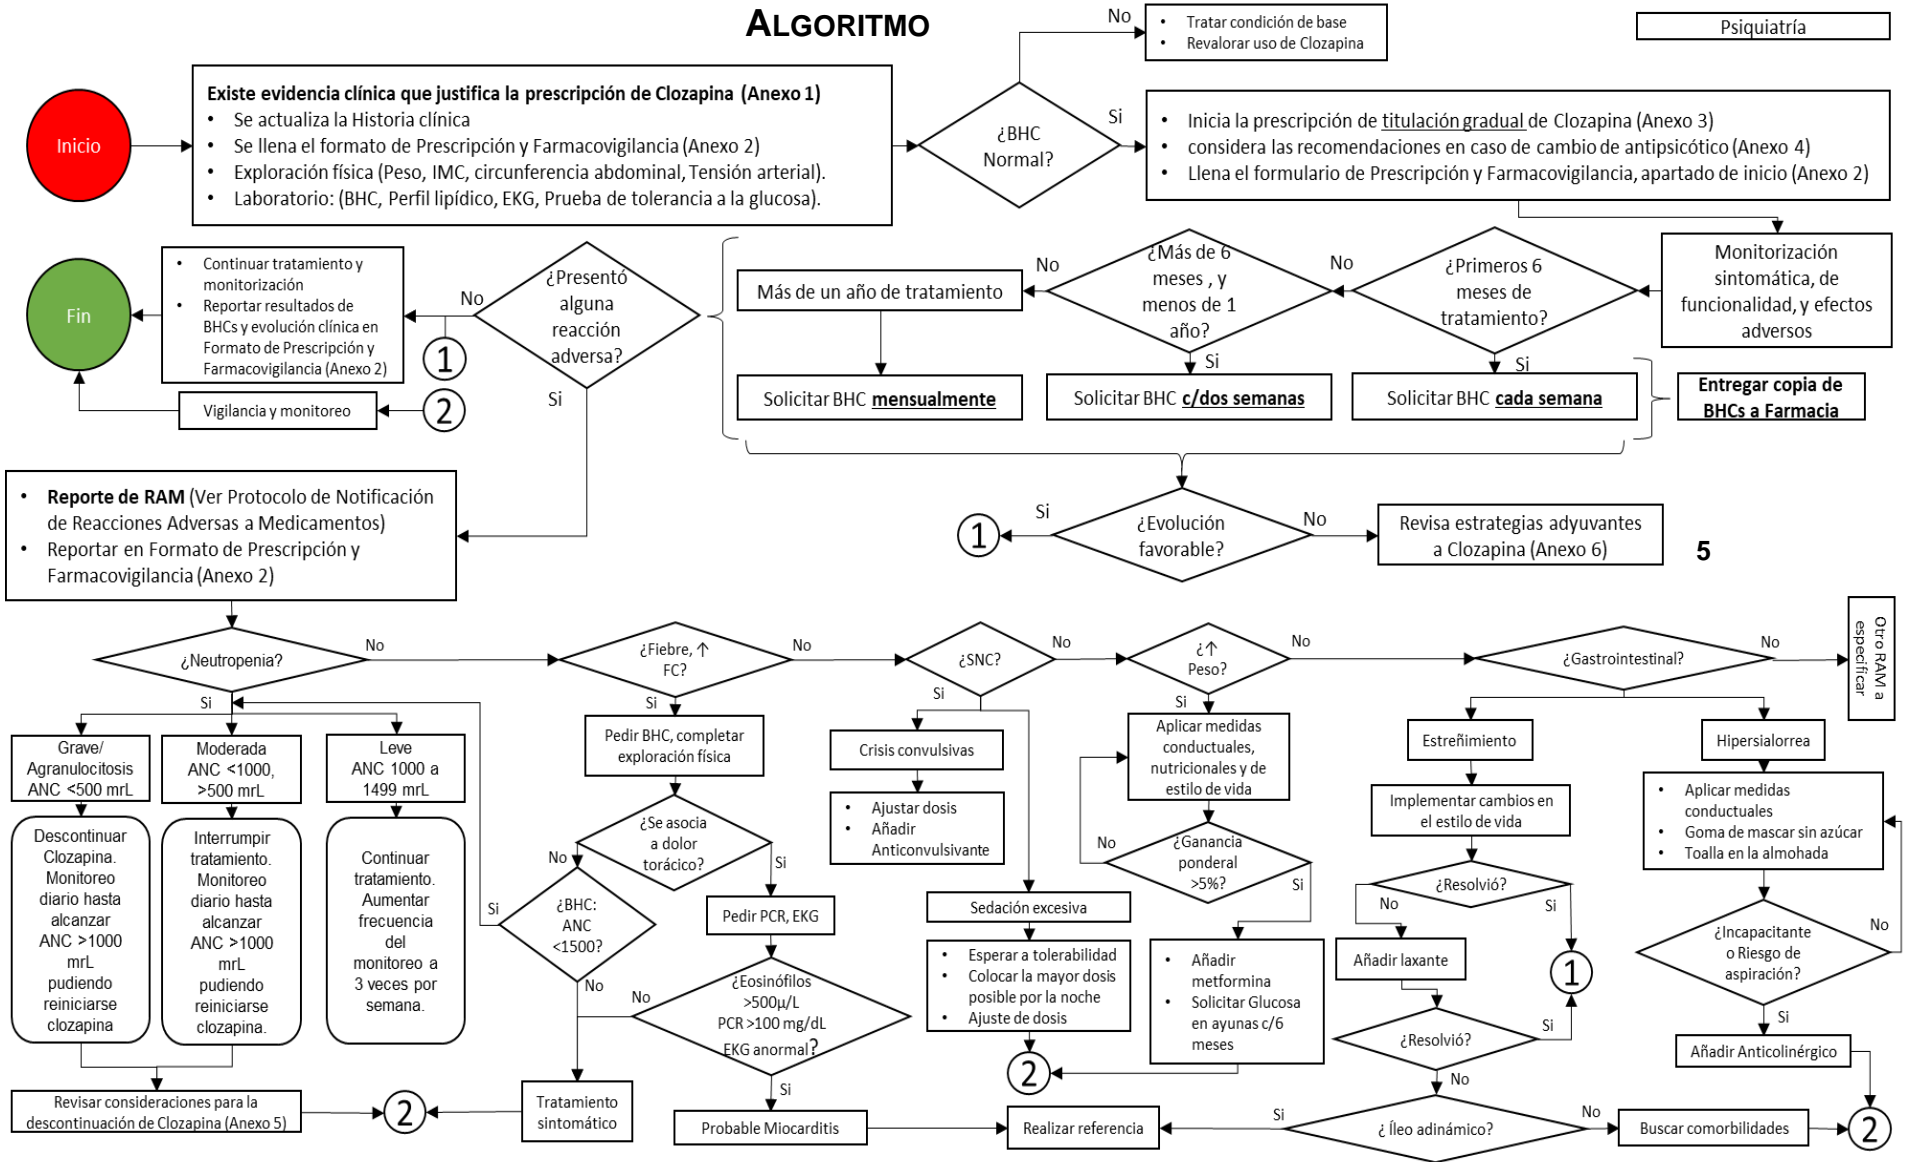 ALGORITMO
Psiquiatría
Inicio
Existe evidencia clínica que justifica la prescripción de Clozapina (Anexo 1)
• Se actualiza la Historia clínica
• Se llena el formato de Prescripción y Farmacovigilancia (Anexo 2)
• Exploración física (Peso, IMC, circunferencia abdominal, Tensión arterial).
• Laboratorio: (BHC, Perfil lipídico, EKG, Prueba de tolerancia a la glucosa).
¿BHC
Normal?
No
• Tratar condición de base
• Revalorar uso de Clozapina
Si
• Inicia la prescripción de titulación gradual de Clozapina (Anexo 3)
• considera las recomendaciones en caso de cambio de antipsicótico (Anexo 4)
• Llena el formulario de Prescripción y Farmacovigilancia, apartado de inicio (Anexo 2)
Monitorización
sintomática, de
funcionalidad, y efectos
adversos
¿Primeros 6
meses de
tratamiento?
No
Si
¿Más de 6
meses , y
menos de 1
año?
No
Si
Más de un año de tratamiento
Solicitar BHC mensualmente
Solicitar BHC c/dos semanas
Solicitar BHC cada semana
Entregar copia de
BHCs a Farmacia
¿Presentó
alguna
reacción
adversa?
No
Si
1
• Continuar tratamiento y
monitorización
• Reportar resultados de
BHCs y evolución clínica en
Formato de Prescripción y
Farmacovigilancia (Anexo 2)
Fin
Vigilancia y monitoreo
2
¿Evolución
favorable?
Si
1
No
Revisa estrategias adyuvantes
a Clozapina (Anexo 6)
5
• Reporte de RAM (Ver Protocolo de Notificación
de Reacciones Adversas a Medicamentos)
• Reportar en Formato de Prescripción y
Farmacovigilancia (Anexo 2)
¿Neutropenia?
No
Si
Grave/
Agranulocitosis
ANC <500 mrL
Moderada
ANC <1000,
>500 mrL
Leve
ANC 1000 a
1499 mrL
Descontinuar
Clozapina.
Monitoreo
diario hasta
alcanzar
ANC >1000
mrL
pudiendo
reiniciarse
clozapina
Interrumpir
tratamiento.
Monitoreo
diario hasta
alcanzar
ANC >1000
mrL
pudiendo
reiniciarse
clozapina.
Continuar
tratamiento.
Aumentar
frecuencia
del
monitoreo a
3 veces por
semana.
Revisar consideraciones para la
descontinuación de Clozapina (Anexo 5)
2
¿Fiebre, ↑
FC?
No
Si
Pedir BHC, completar
exploración física
¿Se asocia
a dolor
torácico?
No
Si
¿BHC:
ANC
<1500?
Si
No
Pedir PCR, EKG
¿Eosinófilos
>500µ/L
PCR >100 mg/dL
EKG anormal?
No
Si
Tratamiento
sintomático
Probable Miocarditis
Realizar referencia
¿SNC?
No
Si
Crisis convulsivas
• Ajustar dosis
• Añadir
Anticonvulsivante
Sedación excesiva
• Esperar a tolerabilidad
• Colocar la mayor dosis
posible por la noche
• Ajuste de dosis
2
¿↑
Peso?
No
Si
Aplicar medidas
conductuales,
nutricionales y de
estilo de vida
¿Ganancia
ponderal
>5%?
No
Si
• Añadir
metformina
• Solicitar Glucosa
en ayunas c/6
meses
¿Gastrointestinal?
No
Otro RAM a
especificar
Estreñimiento
Implementar cambios en
el estilo de vida
¿Resolvió?
No
Si
Añadir laxante
1
¿Resolvió?
Si
No
¿ Íleo adinámico?
Si
No
Buscar comorbilidades
2
Hipersialorrea
• Aplicar medidas
conductuales
• Goma de mascar sin azúcar
• Toalla en la almohada
¿Incapacitante
o Riesgo de
aspiración?
No
Si
Añadir Anticolinérgico